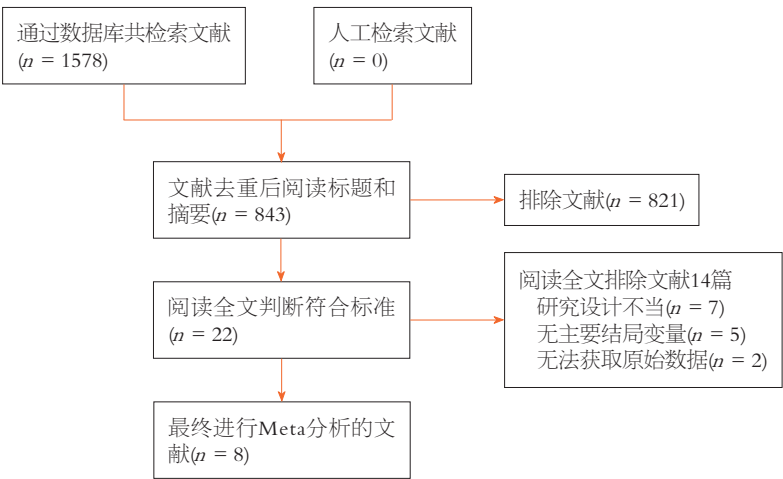 通过数据库共检索文献
(n = 1578)
人工检索文献
(n = 0)
文献去重后阅读标题和
摘要(n = 843)
排除文献(n = 821)
阅读全文判断符合标准
(n = 22)
阅读全文排除文献14篇
研究设计不当(n = 7)
无主要结局变量(n = 5)
无法获取原始数据(n = 2)
最终进行Meta分析的文
献(n = 8)